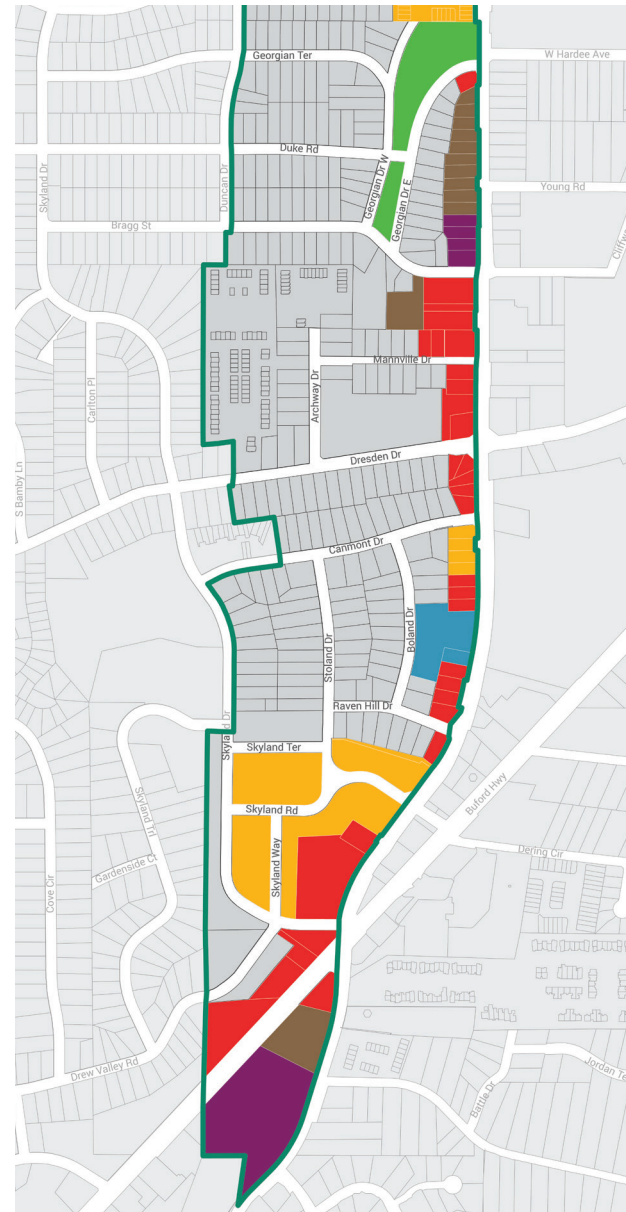 Georgian Ter
W Hardee Ave
Skyland Dr
Duncan Dr
Duke Rd
Georgian Dr W
Georgian Dr E
Young Rd
Bragg St
Mannville Dr
Archway Dr
Carlton Pl
S Bamby Ln
Dresden Dr
Canmont Dr
Stoland Dr
Boland Dr
Raven Hill Dr
Skyland Dr
Skyland Ter
Skyland Trl
Skyland Rd
Buford Hwy
Skyland Way
Gardenside Ct
Cove Cir
Dering Cir
Drew Valley Rd
Battle Dr